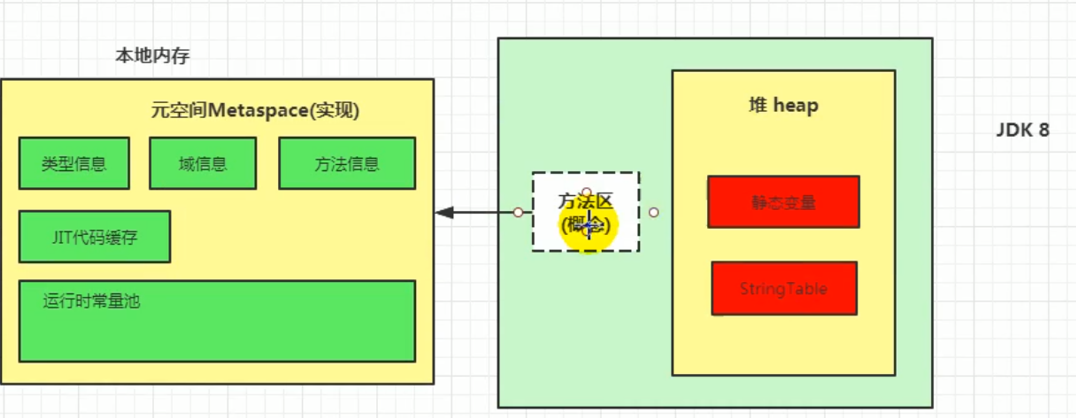 本地内存
元空间Metaspace(实现)
类型信息
域信息
方法信息
JIT代码缓存
运行时常量池
方法区
(概念)
堆 heap
静态变量
StringTable
JDK 8